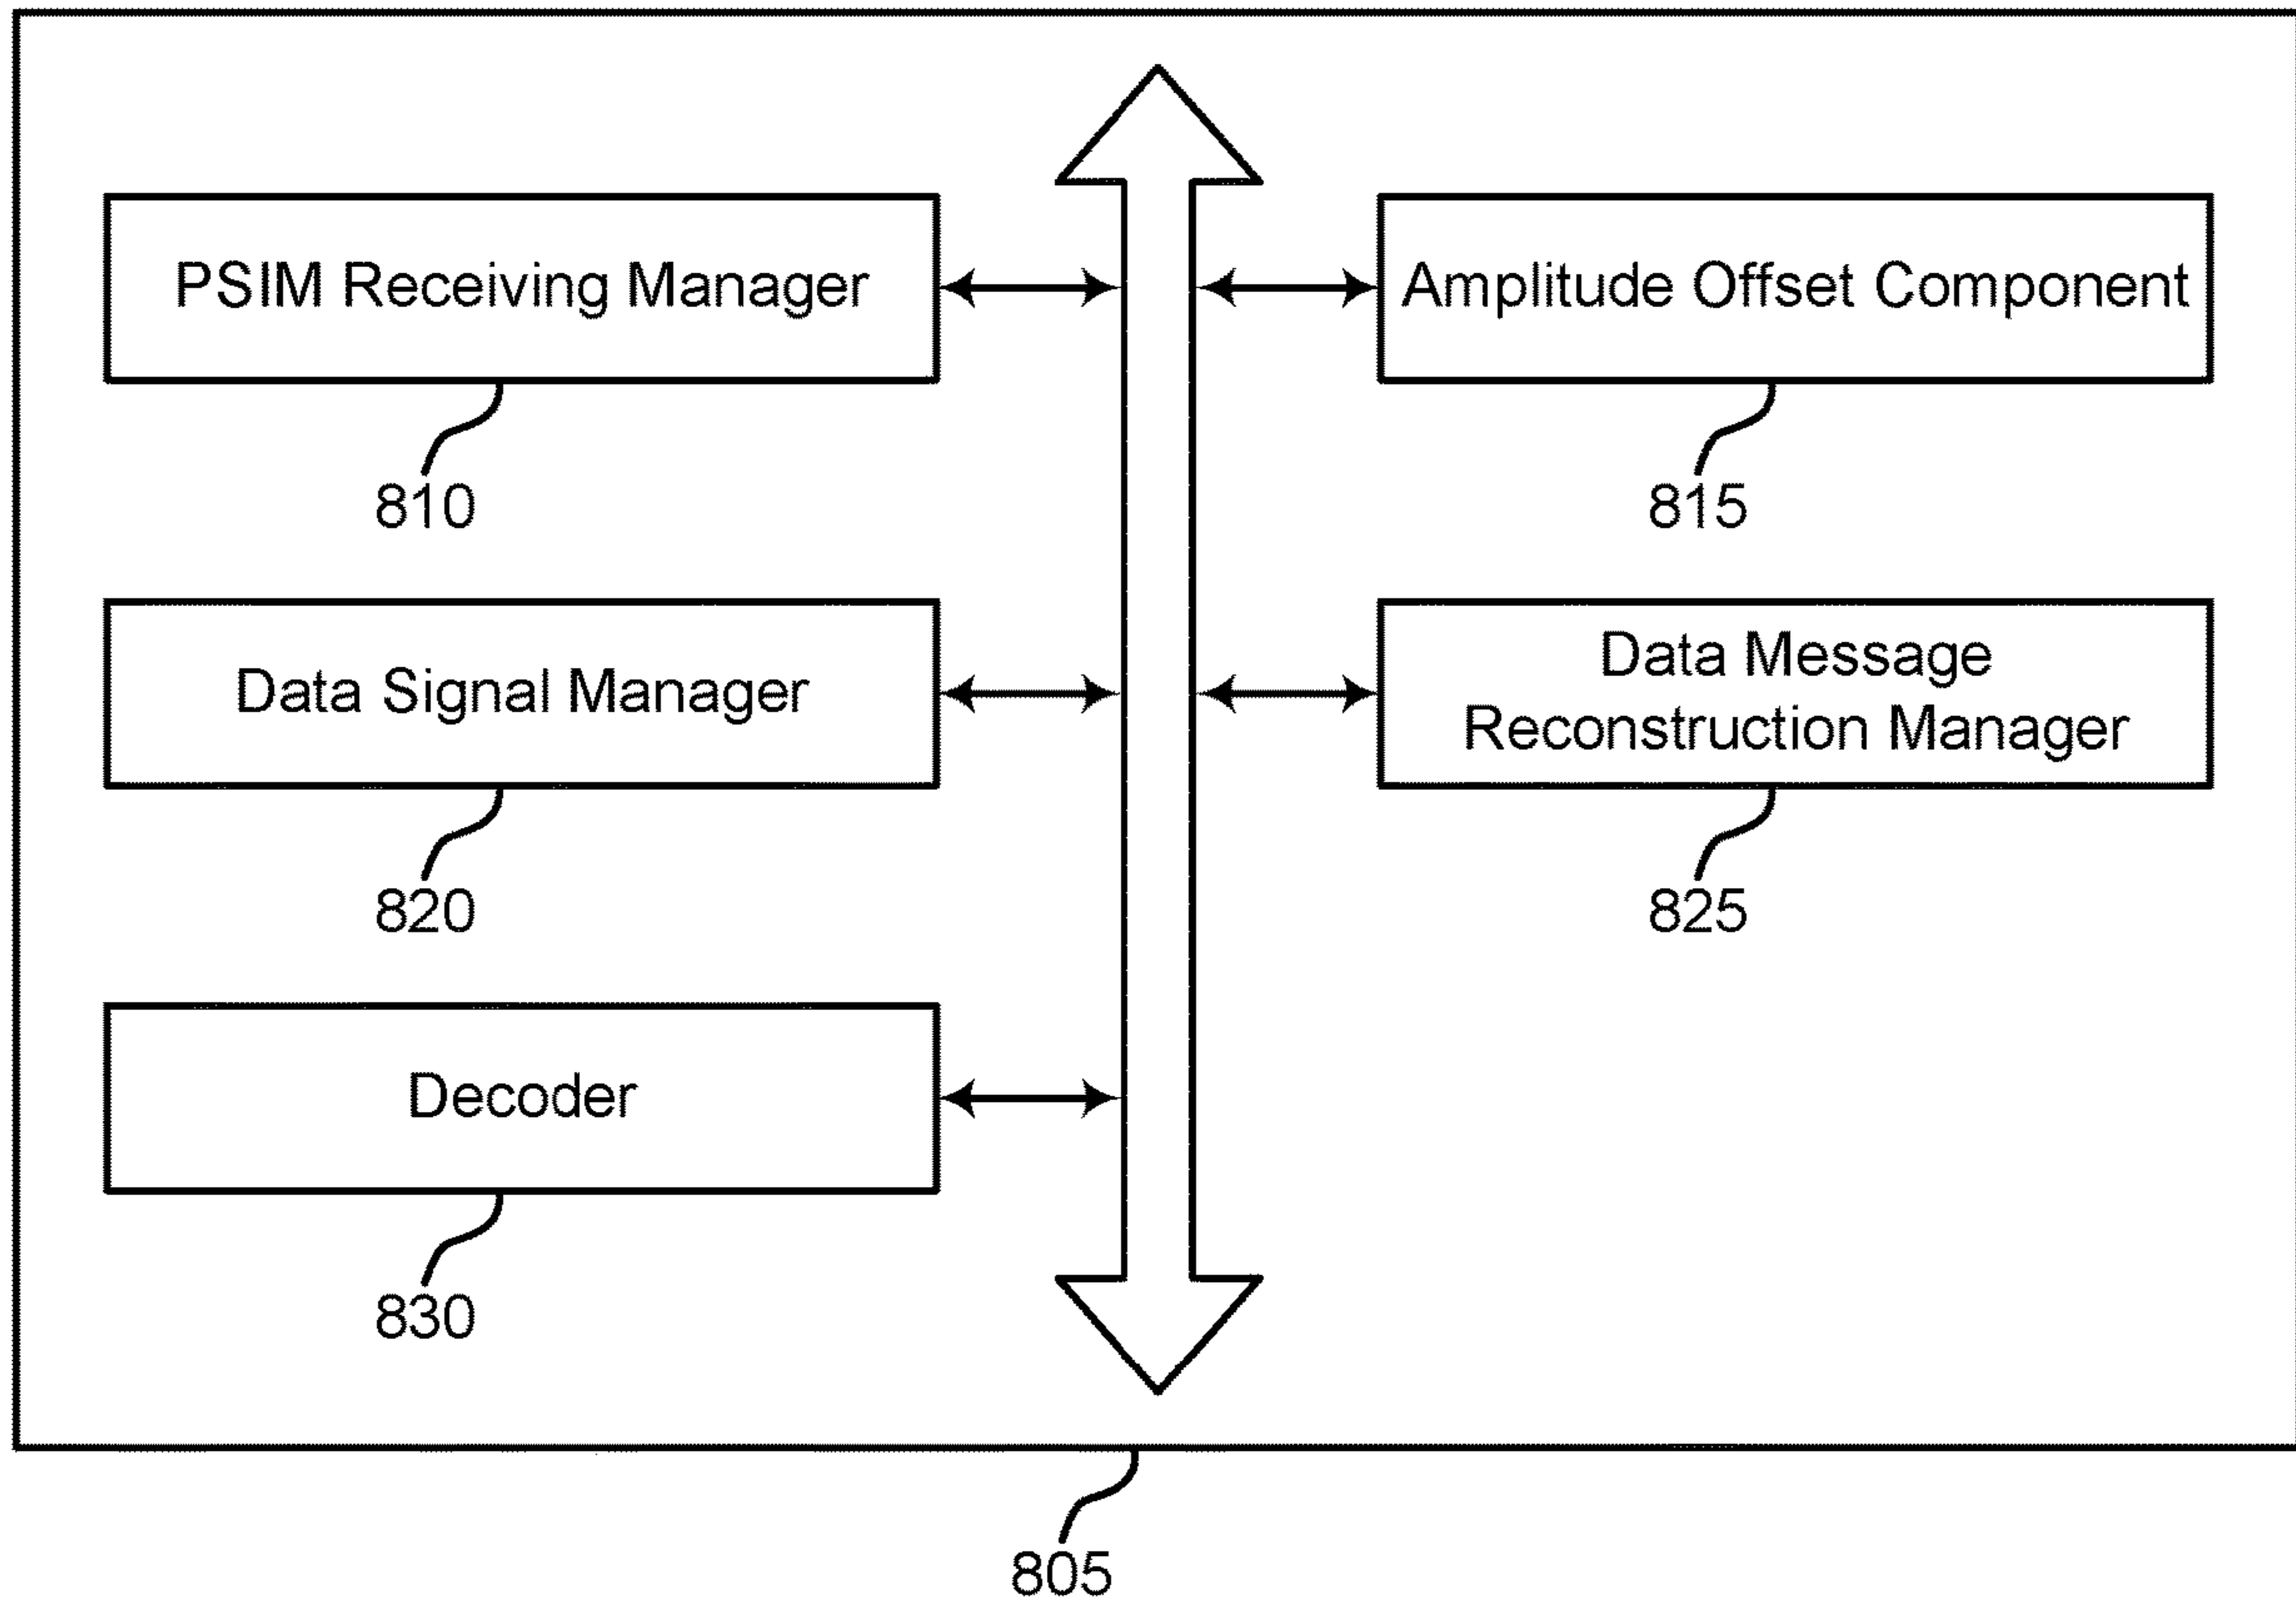 PSIM Receiving Manager
810
Amplitude Offset Component
815
Data Signal Manager
820
Data Message
Reconstruction Manager
825
Decoder
830
805